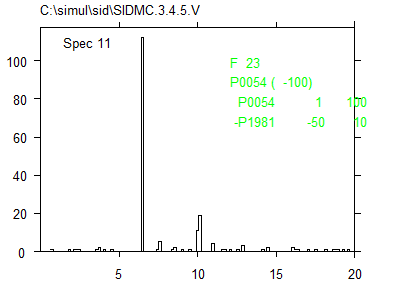 C:\simul\sid\SIDMC.3.4.5.V
Spec 11
F 23
P0054 ( -100)
P0054 1 100
-P1981 -50 10
100
80
60
40
20
0
5 10 15 20